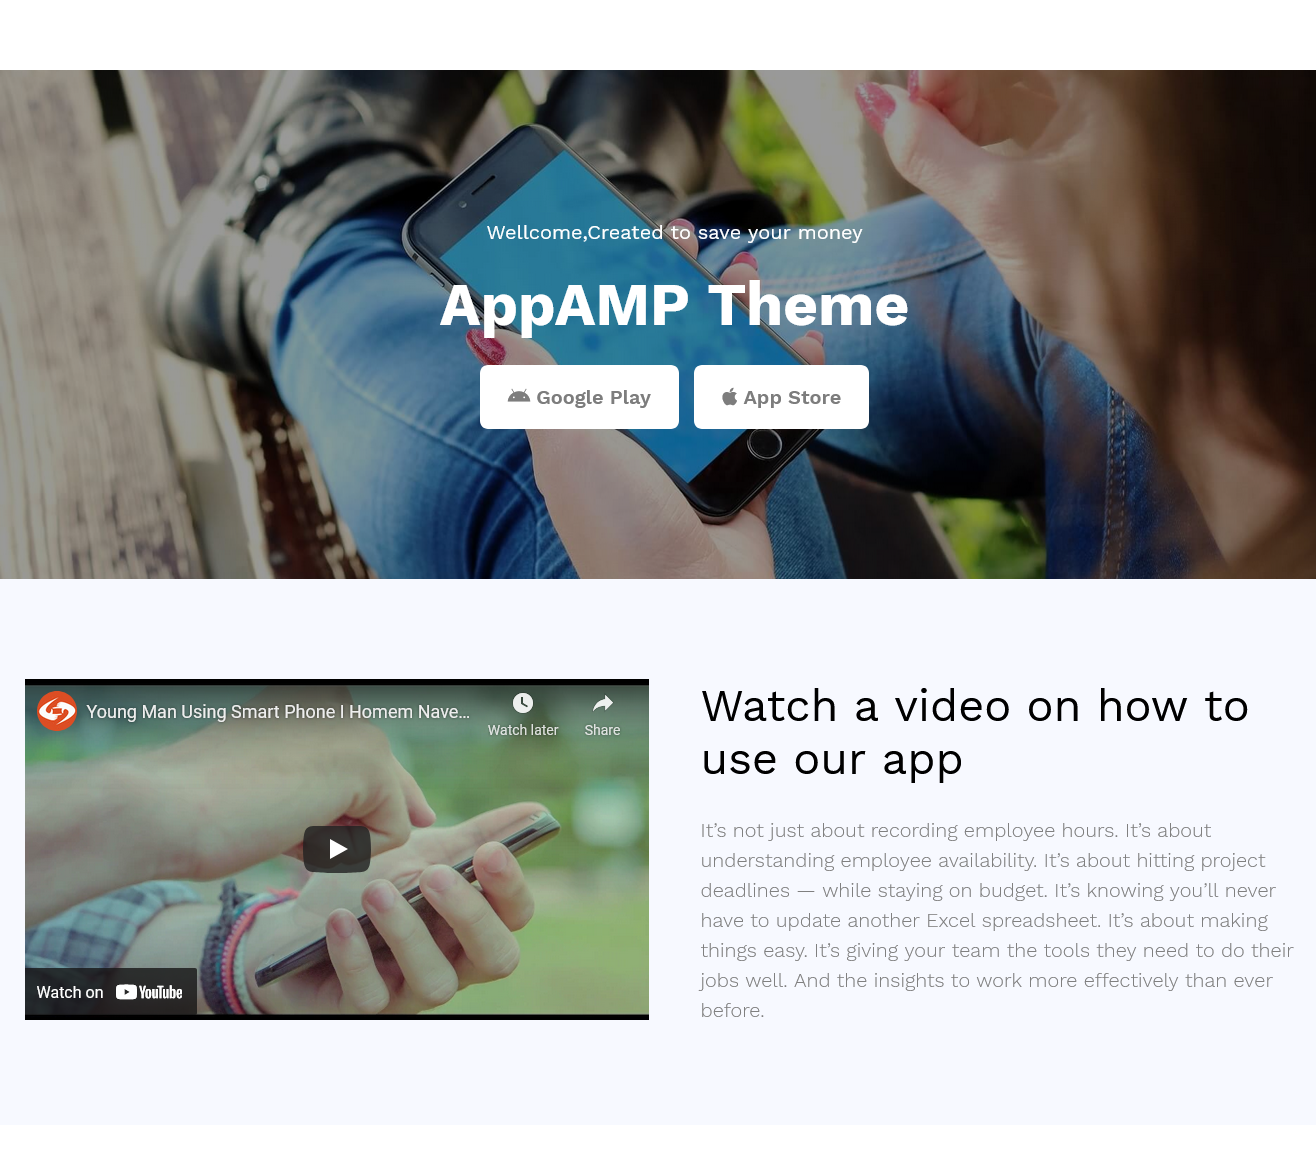 Wellcome,Created to save your money
AppAMP Theme
Google Play
App Store
Young Man Using Smart Phone I Homem Nave...
Watch later
Share
Watch on YouTube
Watch a video on how to
use our app
It’s not just about recording employee hours. It’s about
understanding employee availability. It’s about hitting project
deadlines — while staying on budget. It’s knowing you’ll never
have to update another Excel spreadsheet. It’s about making
things easy. It’s giving your team the tools they need to do their
jobs well. And the insights to work more effectively than ever
before.